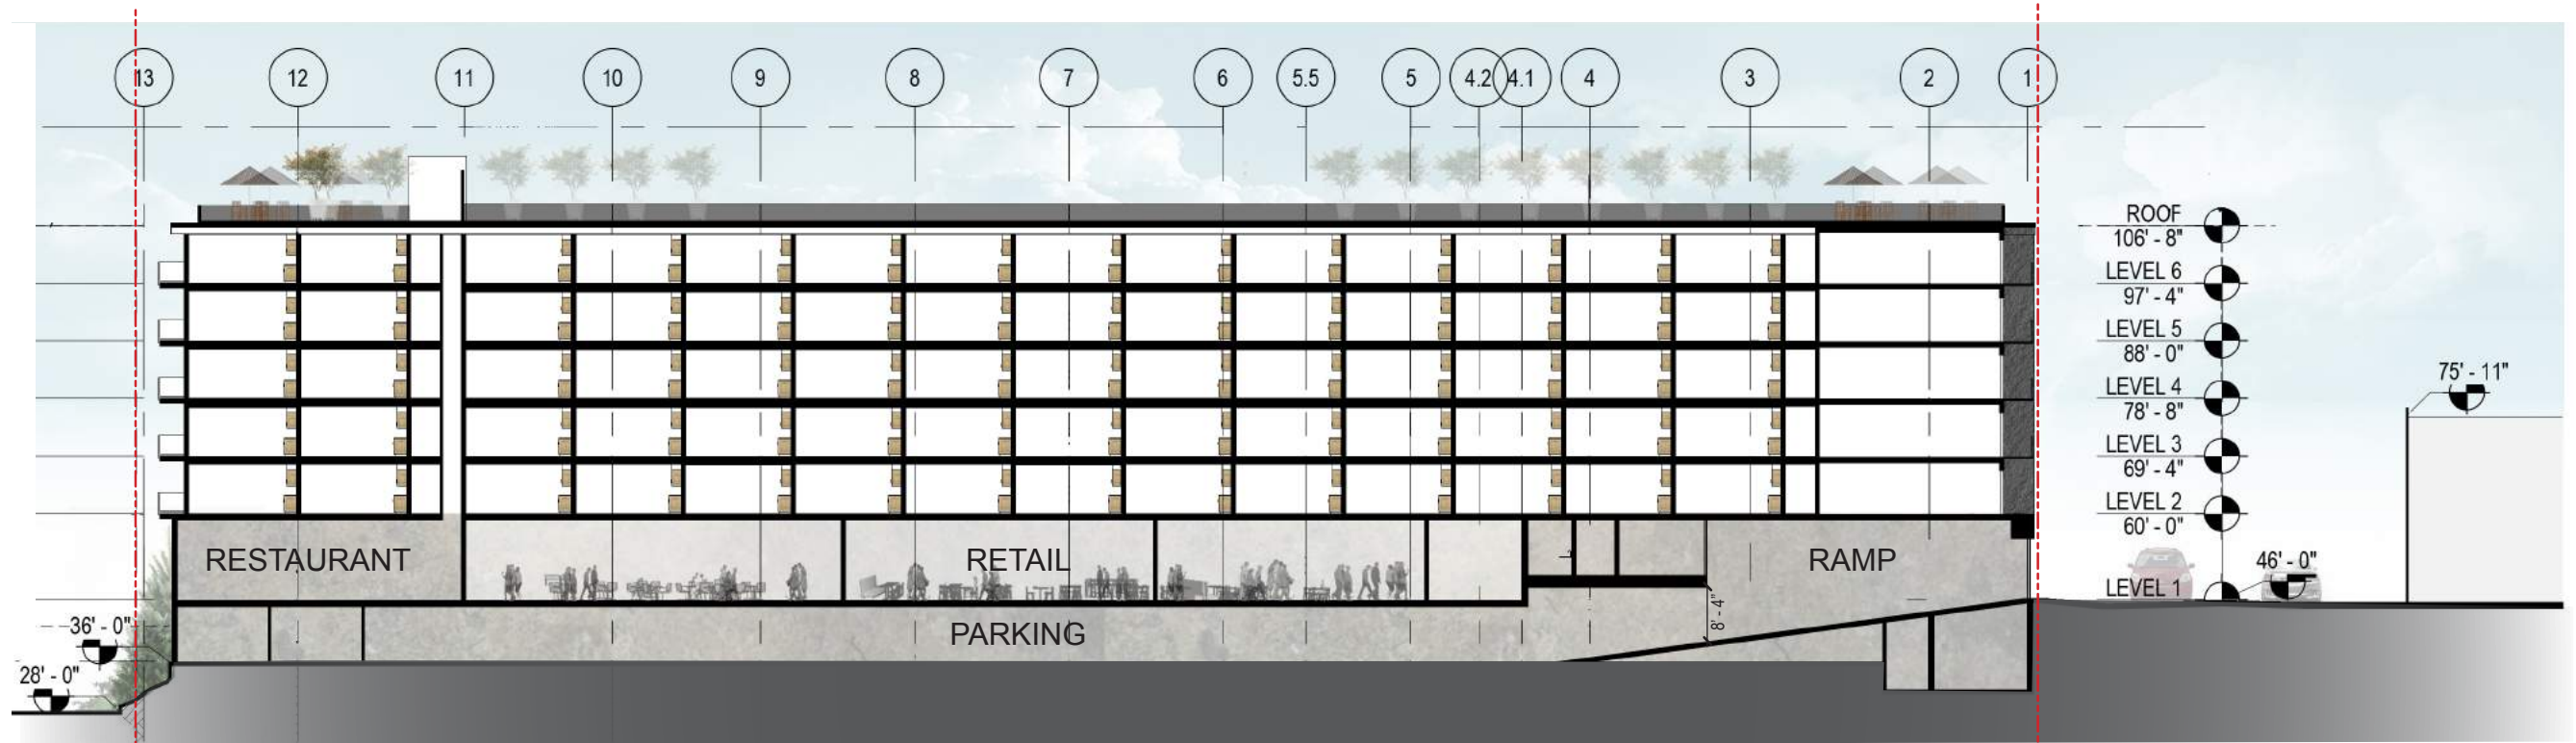 13
12
11
10
9
8
7
6
5.5
5
4.2
4.1
4
3
2
1
ROOF
106' - 8"
LEVEL 6
97' - 4"
LEVEL 5
88' - 0"
LEVEL 4
78' - 8"
75' - 11"
LEVEL 3
69' - 4"
LEVEL 2
60' - 0"
RESTAURANT
RETAIL
RAMP
46' - 0"
LEVEL 1
8' - 4"
36' - 0"
PARKING
28' - 0"